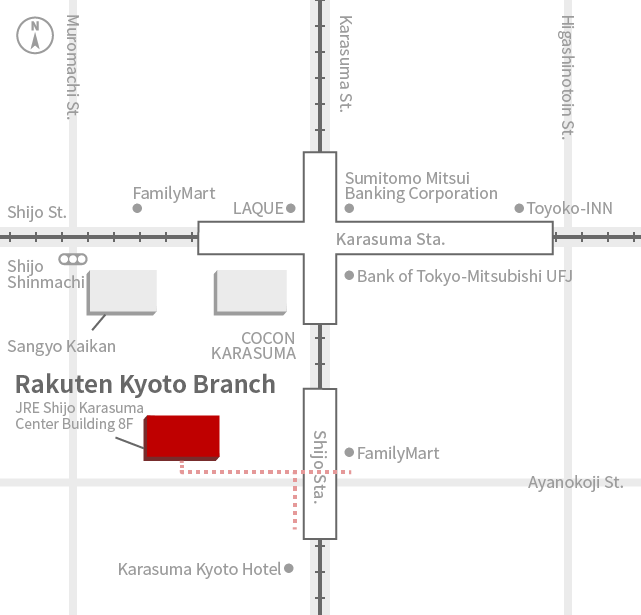 N
Muromachi St.
Karasuma St.
Higashinotoin St.
Sumitomo Mitsui
Banking Corporation
FamilyMart
LAQUE
Toyoko-INN
Shijo St.
Karasuma Sta.
Shijo
Shinmachi
Bank of Tokyo-Mitsubishi UFJ
Sangyo Kaikan
COCON
KARASUMA
Rakuten Kyoto Branch
JRE Shijo Karasuma
Center Building 8F
Shijo Sta.
FamilyMart
Ayanokoji St.
Karasuma Kyoto Hotel